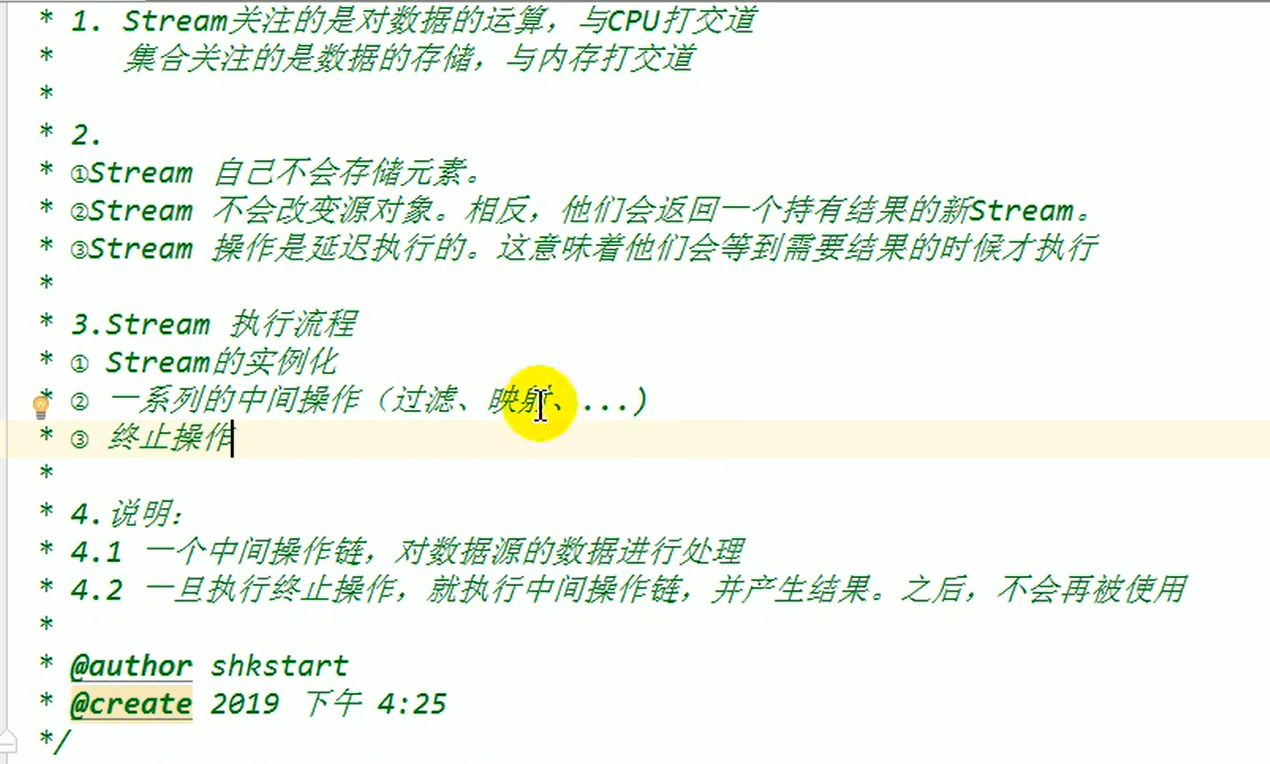 * 1. Stream关注的是对数据的运算，与CPU打交道
* 集合关注的是数据的存储，与内存打交道
*
* 2.
* ①Stream 自己不会存储元素。
* ②Stream 不会改变源对象。相反，他们会返回一个持有结果的新Stream。
* ③Stream 操作是延迟执行的。这意味着他们会等到需要结果的时候才执行
*
* 3.Stream 执行流程
* ① Stream的实例化
* ② 一系列的中间操作（过滤、映射、...)
* ③ 终止操作
*
* 4.说明：
* 4.1 一个中间操作链，对数据源的数据进行处理
* 4.2 一旦执行终止操作，就执行中间操作链，并产生结果。之后，不会再被使用
*
* @author shkstart
* @create 2019 下午 4:25
*/